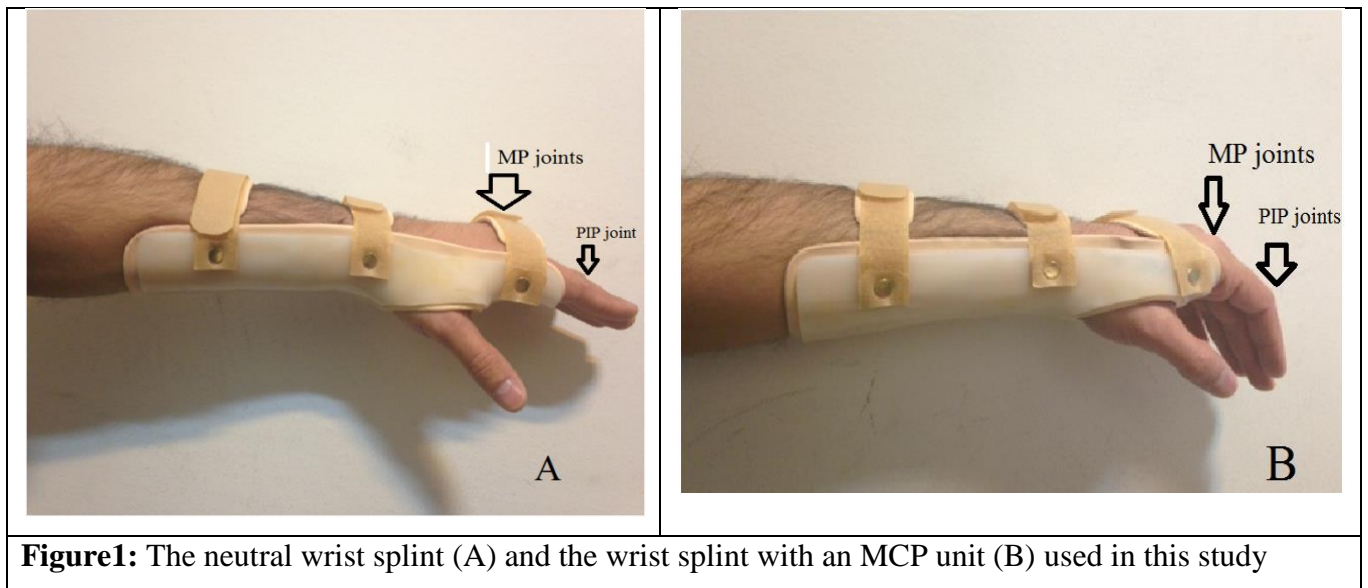 MP joints
PIP joint
A
MP joints
PIP joints
B
Figure1: The neutral wrist splint (A) and the wrist splint with an MCP unit (B) used in this study